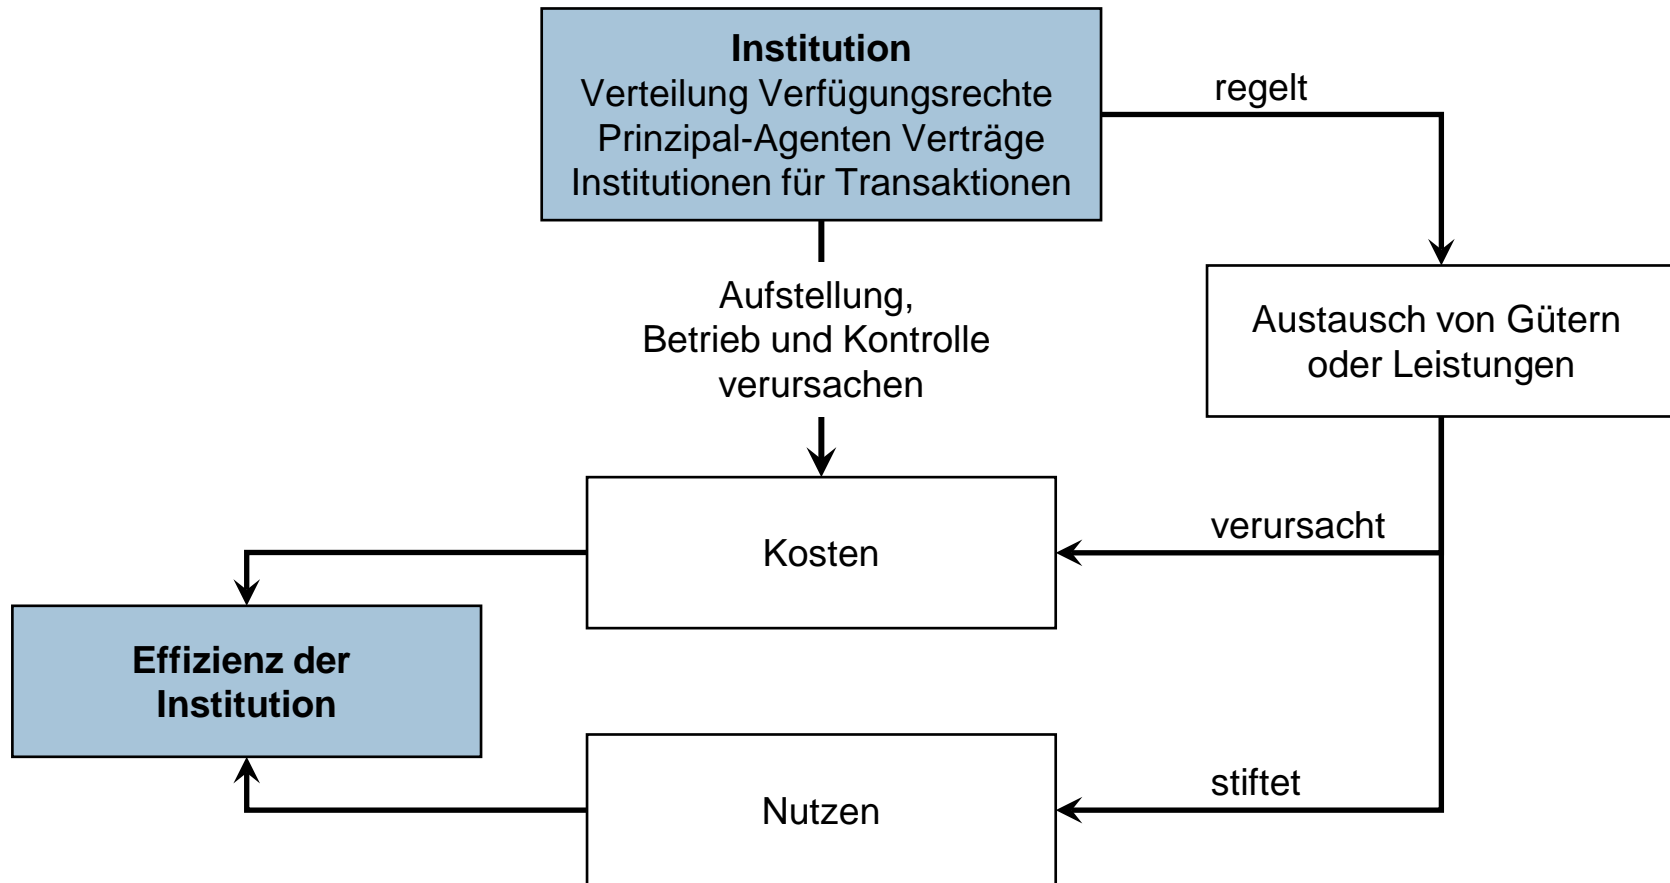 Institution
Verteilung Verfügungsrechte
Prinzipal-Agenten Verträge
Institutionen für Transaktionen
regelt
Aufstellung,
Betrieb und Kontrolle
verursachen
Austausch von Gütern
oder Leistungen
Kosten
verursacht
Effizienz der
Institution
Nutzen
stiftet